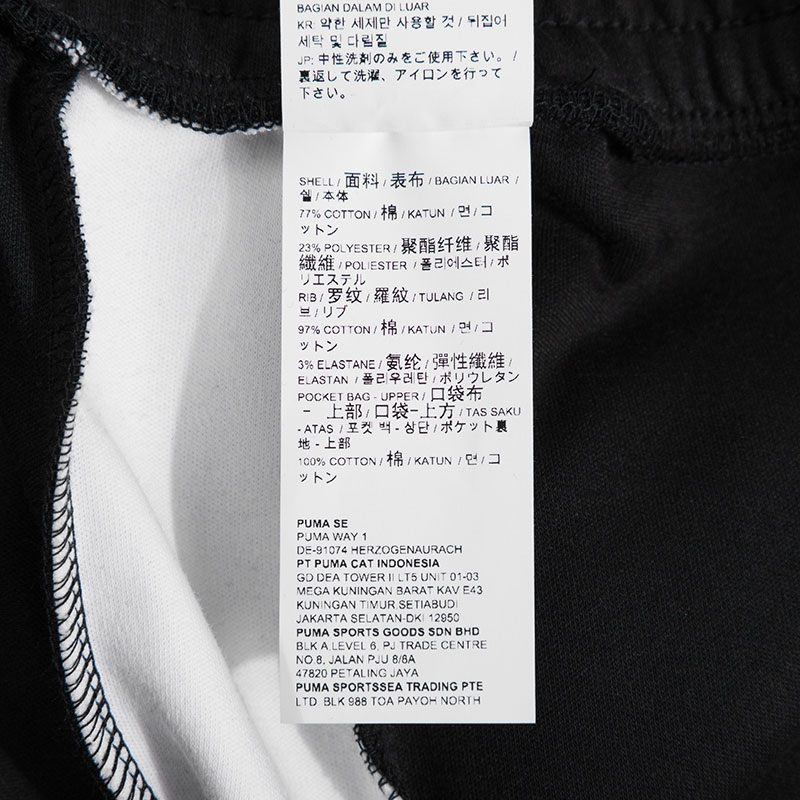 BAGIAN DALAM DI LUAR
KR: 약한 세제만 사용할 것 / 뒤집어
세탁 및 다림질
JP: 中性洗剤のみをご使用下さい。 /
裏返して洗濯、アイロンを行って
下さい。
SHELL / 面料 / 表布 / BAGIAN LUAR /
쉘 / 本体
77% COTTON / 棉 / KATUN / 면 / コ
ットン
23% POLYESTER / 聚酯纤维 / 聚酯
纖維 / POLIESTER / 폴리에스터 / ポ
リエステル
RIB / 罗纹 / 羅紋 / TULANG / 리
브 / リブ
97% COTTON / 棉 / KATUN / 면 / コ
ットン
3% ELASTANE / 氨纶 / 彈性纖維 /
ELASTAN / 폴리우레탄 / ポリウレタン
POCKET BAG - UPPER / 口袋布
- 上部 / 口袋-上方 / TAS SAKU
- ATAS / 포켓 백 - 상단 / ポケット裏
地 - 上部
100% COTTON / 棉 / KATUN / 면 / コ
ットン
PUMA SE
PUMA WAY 1
DE-91074 HERZOGENAURACH
PT PUMA CAT INDONESIA
GD DEA TOWER II LT5 UNIT 01-03
MEGA KUNINGAN BARAT KAV E43
KUNINGAN TIMUR,SETIABUDI
JAKARTA SELATAN-DKI 12950
PUMA SPORTS GOODS SDN BHD
BLK A,LEVEL 6, PJ TRADE CENTRE
NO.8, JALAN PJU 8/8A
47820 PETALING JAYA
PUMA SPORTSSEA TRADING PTE
LTD. BLK 988 TOA PAYOH NORTH